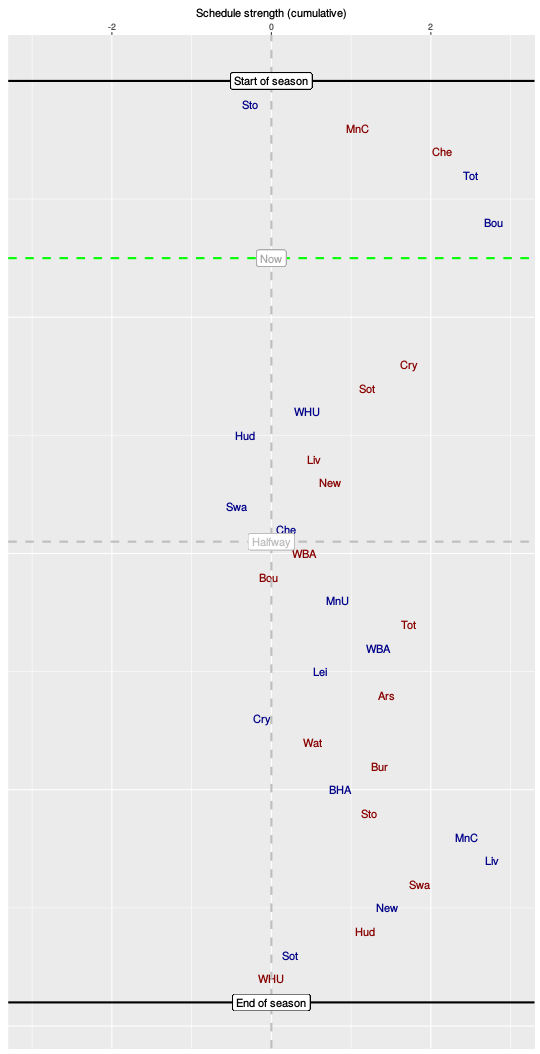 Schedule strength (cumulative)
-2 0 2
Start of season
Sto
MnC
Che
Tot
Bou
Now
Cry
Sot
WHU
Hud
Liv
New
Swa
Che
Halfway
WBA
Bou
MnU
Tot
WBA
Lei
Ars
Cry
Wat
Bur
BHA
Sto
MnC
Liv
Swa
New
Hud
Sot
WHU
End of season